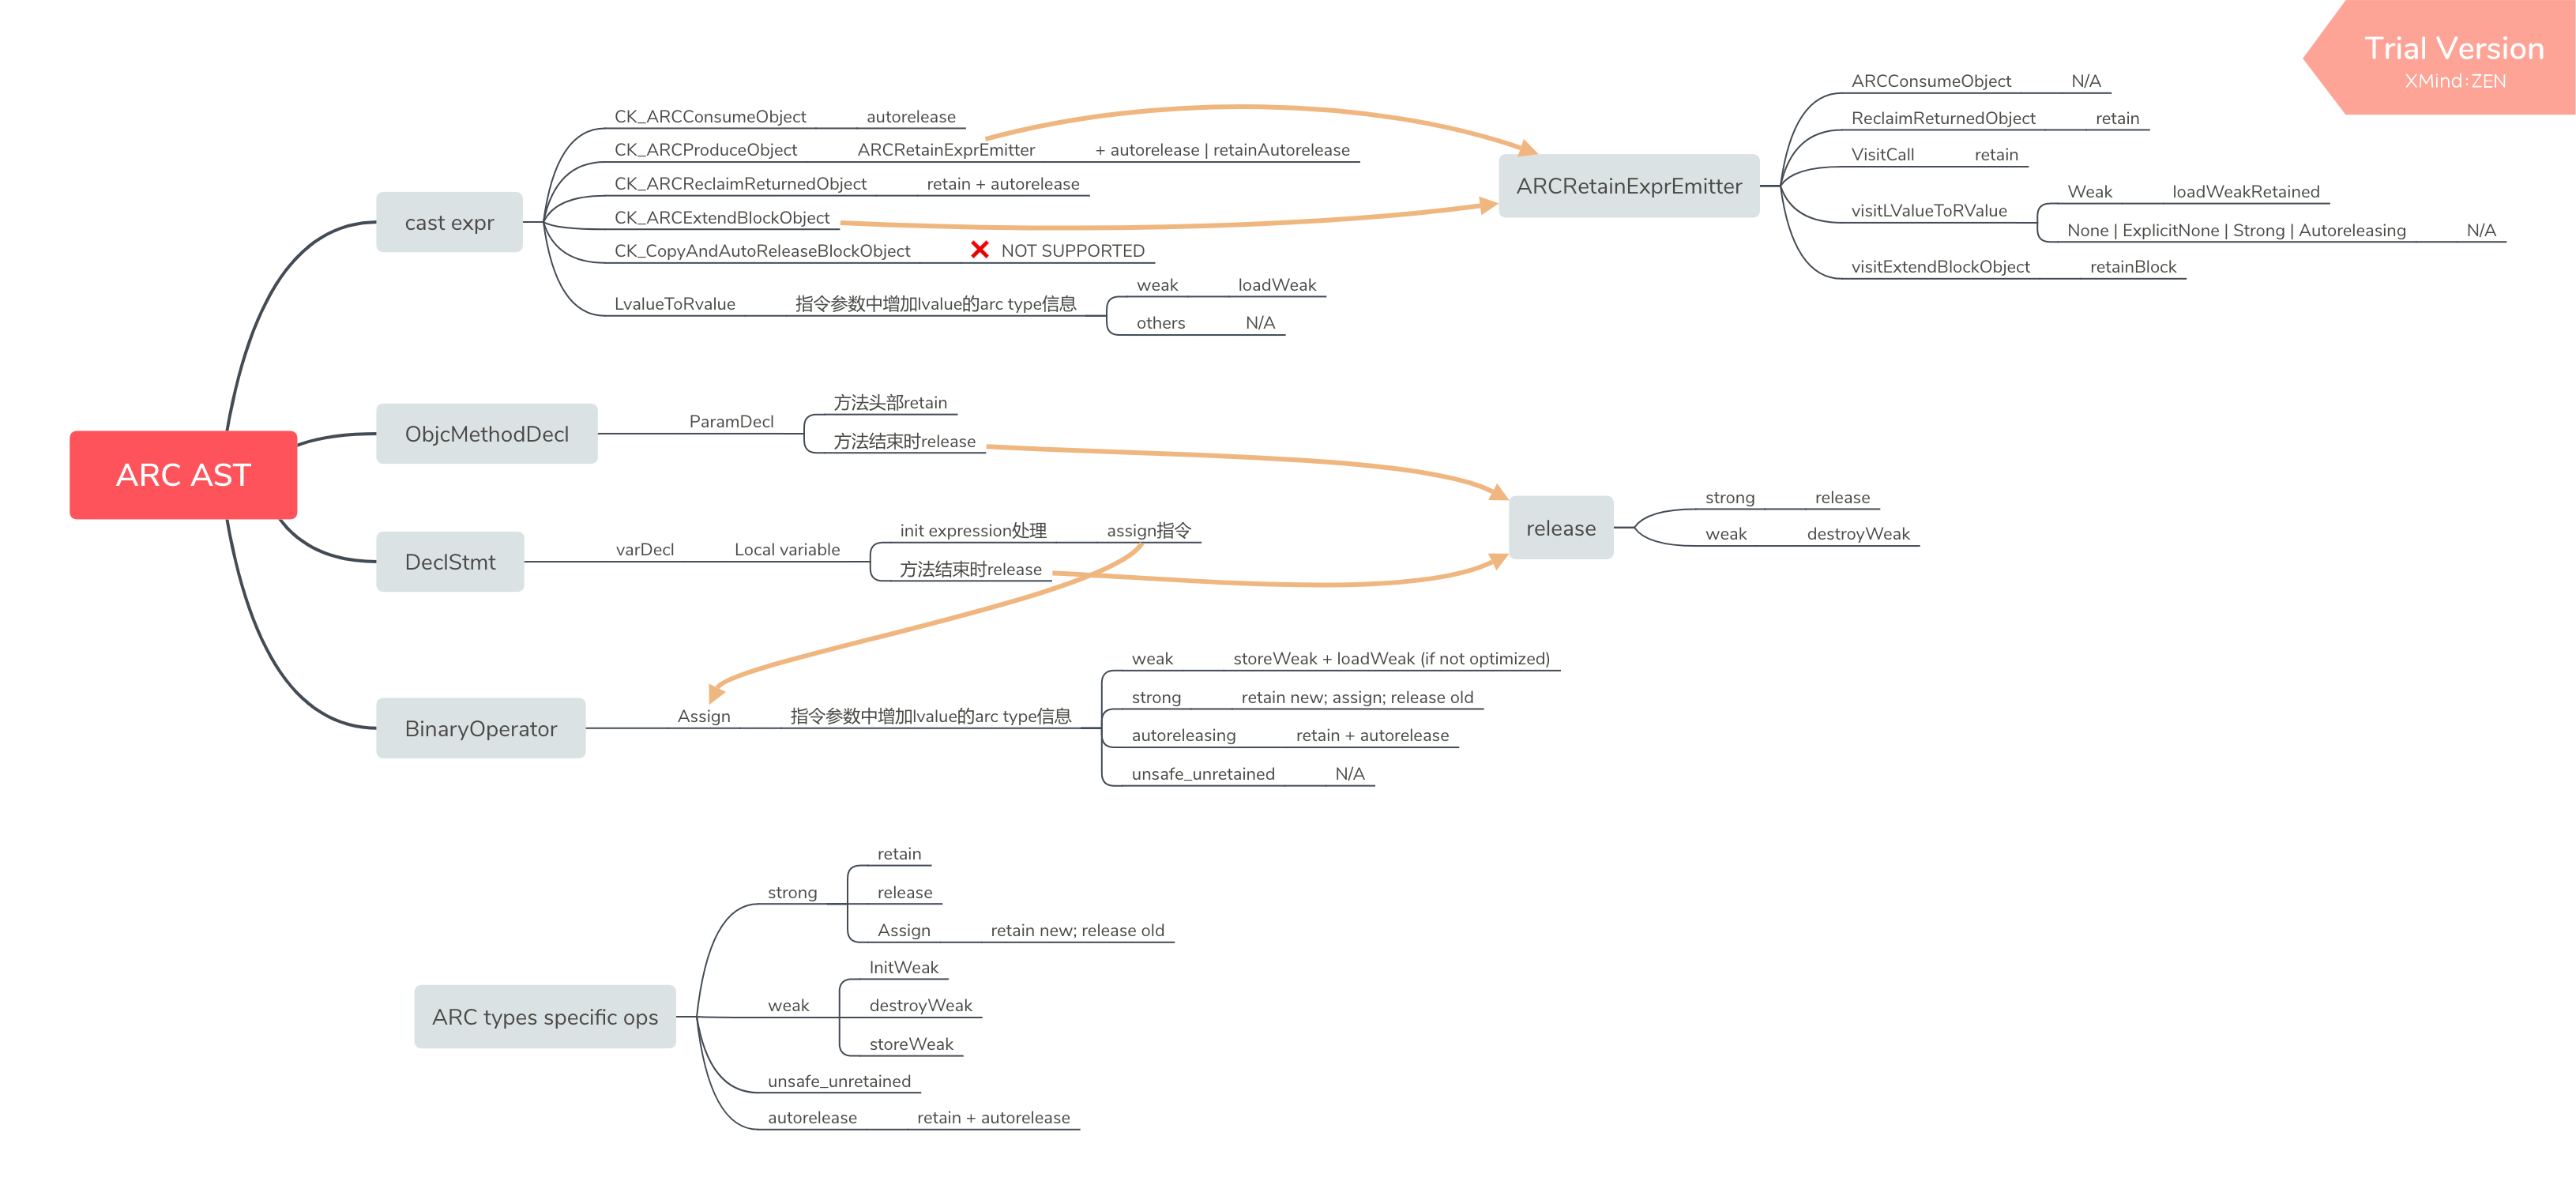 Trial Version
XMind:ZEN
ARC AST
cast expr
CK_ARCConsumeObject autorelease
CK_ARCProduceObject ARCRetainExprEmitter + autorelease | retainAutorelease
CK_ARCReclaimReturnedObject retain + autorelease
CK_ARCExtendBlockObject
CK_CopyAndAutoReleaseBlockObject ❌ NOT SUPPORTED
LvalueToRvalue 指令参数中增加lvalue的arc type信息
weak loadWeak
others N/A
ARCRetainExprEmitter
ARCConsumeObject N/A
ReclaimReturnedObject retain
VisitCall retain
visitLValueToRValue
Weak loadWeakRetained
None | ExplicitNone | Strong | Autoreleasing N/A
visitExtendBlockObject retainBlock
ObjcMethodDecl
ParamDecl
方法头部retain
方法结束时release
DeclStmt
varDecl Local variable
init expression处理 assign指令
方法结束时release
release
strong release
weak destroyWeak
BinaryOperator
Assign 指令参数中增加lvalue的arc type信息
weak storeWeak + loadWeak (if not optimized)
strong retain new; assign; release old
autoreleasing retain + autorelease
unsafe_unretained N/A
ARC types specific ops
strong
retain
release
Assign retain new; release old
weak
InitWeak
destroyWeak
storeWeak
unsafe_unretained
autorelease retain + autorelease